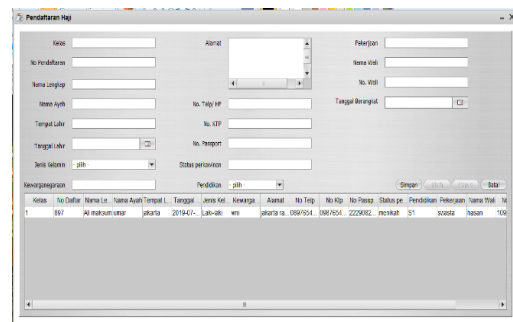 Pendaftaran Haji
Kelas
Alamat
Pekerjaan
No Pendaftaran
Nama Wali
Nama Lengkap
No. Wali
Nama Ayah
No. Telp/ HP
Tanggal Berangkat
Tempat Lahir
No. KTP
Tanggal Lahir
No. Passport
Jenis Kelamin
- pilih -
Status perkawinan
Kewarganegaraan
Pendidikan
- pilih -
Simpan
Batal
Kelas No Daftar Nama Le... Nama Ayah Tempat L... Tanggal ... Jenis Kel... Kewarga... Alamat No Telp No Ktp No Passp... Status pe... Pendidikan Pekerjaan Nama Wali
1 897 Ali maksum umar jakarta 2019-07-... Laki-laki wni jakarta ra... 0897654... 0987654... 2229082... menikah S1 swasta hasan 109